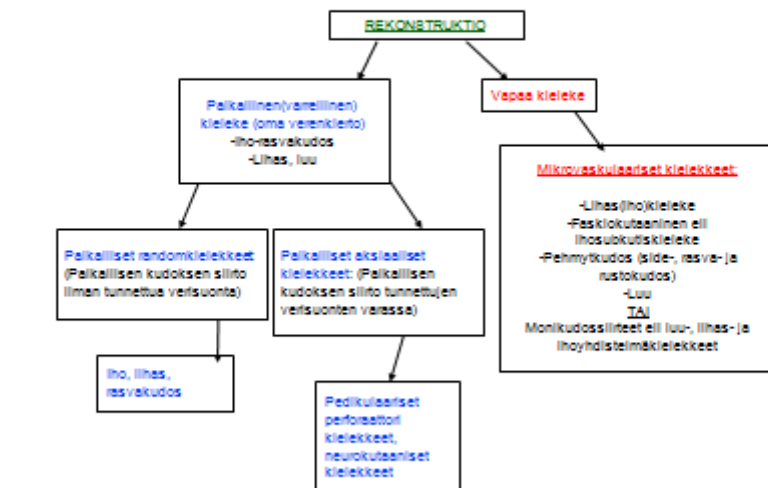 REKONSTRUKTIO
Paikallinen(varrellinen)
kieleke (oma verenkierto)
-Iho-rasvakudos
-Lihas, luu
Vapaa kieleke
Mikrovaskulaariset kielekkeet:
-Lihas(iho)kieleke
-Faskiokutaaninen eli
ihosubkutiskieleke
-Pehmytkudos (side-, rasva- ja
rustokudos)
-Luu
TAI
Monikudossiirteet eli luu-, lihas- ja
ihoyhdistelmäkielekkeet
Paikalliset randomkielekkeet
(Paikallisen kudoksen siirto
ilman tunnettua verisuonta)
Paikalliset aksiaaliset
kielekkeet: (Paikallisen
kudoksen siirto tunnettujen
verisuonten varassa)
Iho, lihas,
rasvakudos
Pedikulaariset
perforaattori
kielekkeet,
neurokutaaniset
kielekkeet